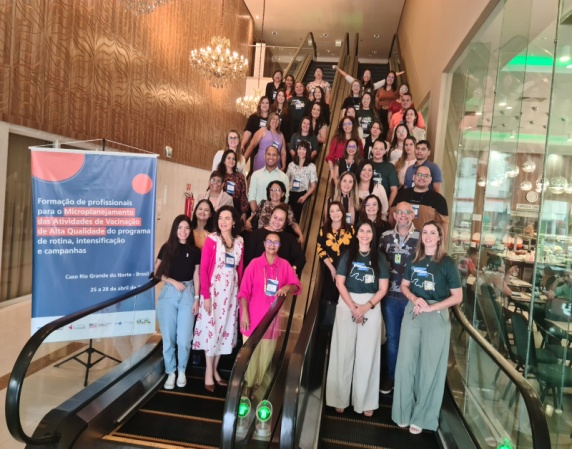 Formação de profissionais
para o Microplanejamento
das Atividades de Vacinação
de Alta Qualidade do programa
de rotina, intensificação
e campanhas
Caso Rio Grande do Norte - Brasil
25 a 28 de abril de